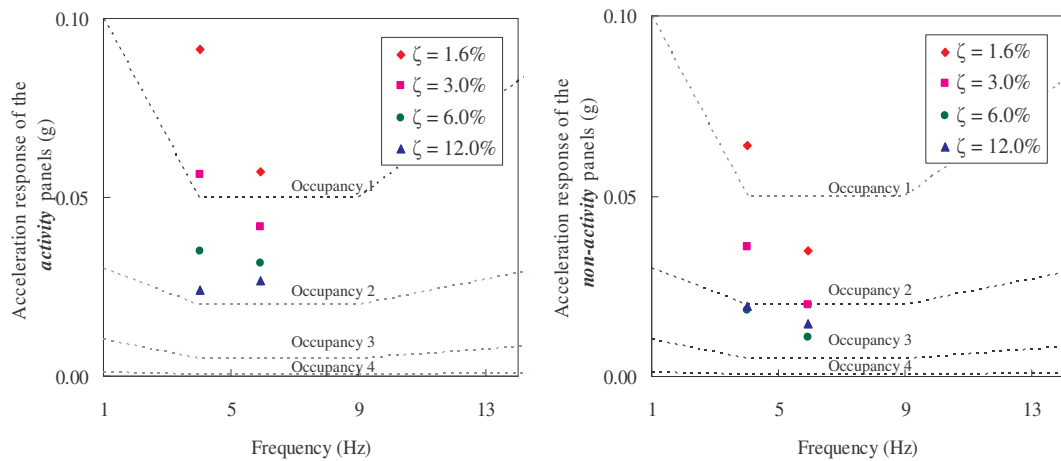 Acceleration response of the
activity panels (g)
0.10
0.05
0.00
ζ = 1.6%
ζ = 3.0%
ζ = 6.0%
ζ = 12.0%
Occupancy 1
Occupancy 2
Occupancy 3
Occupancy 4
1
5
9
13
Frequency (Hz)
Acceleration response of the
non-activity panels (g)
0.10
0.05
0.00
ζ = 1.6%
ζ = 3.0%
ζ = 6.0%
ζ = 12.0%
Occupancy 1
Occupancy 2
Occupancy 3
Occupancy 4
1
5
9
13
Frequency (Hz)